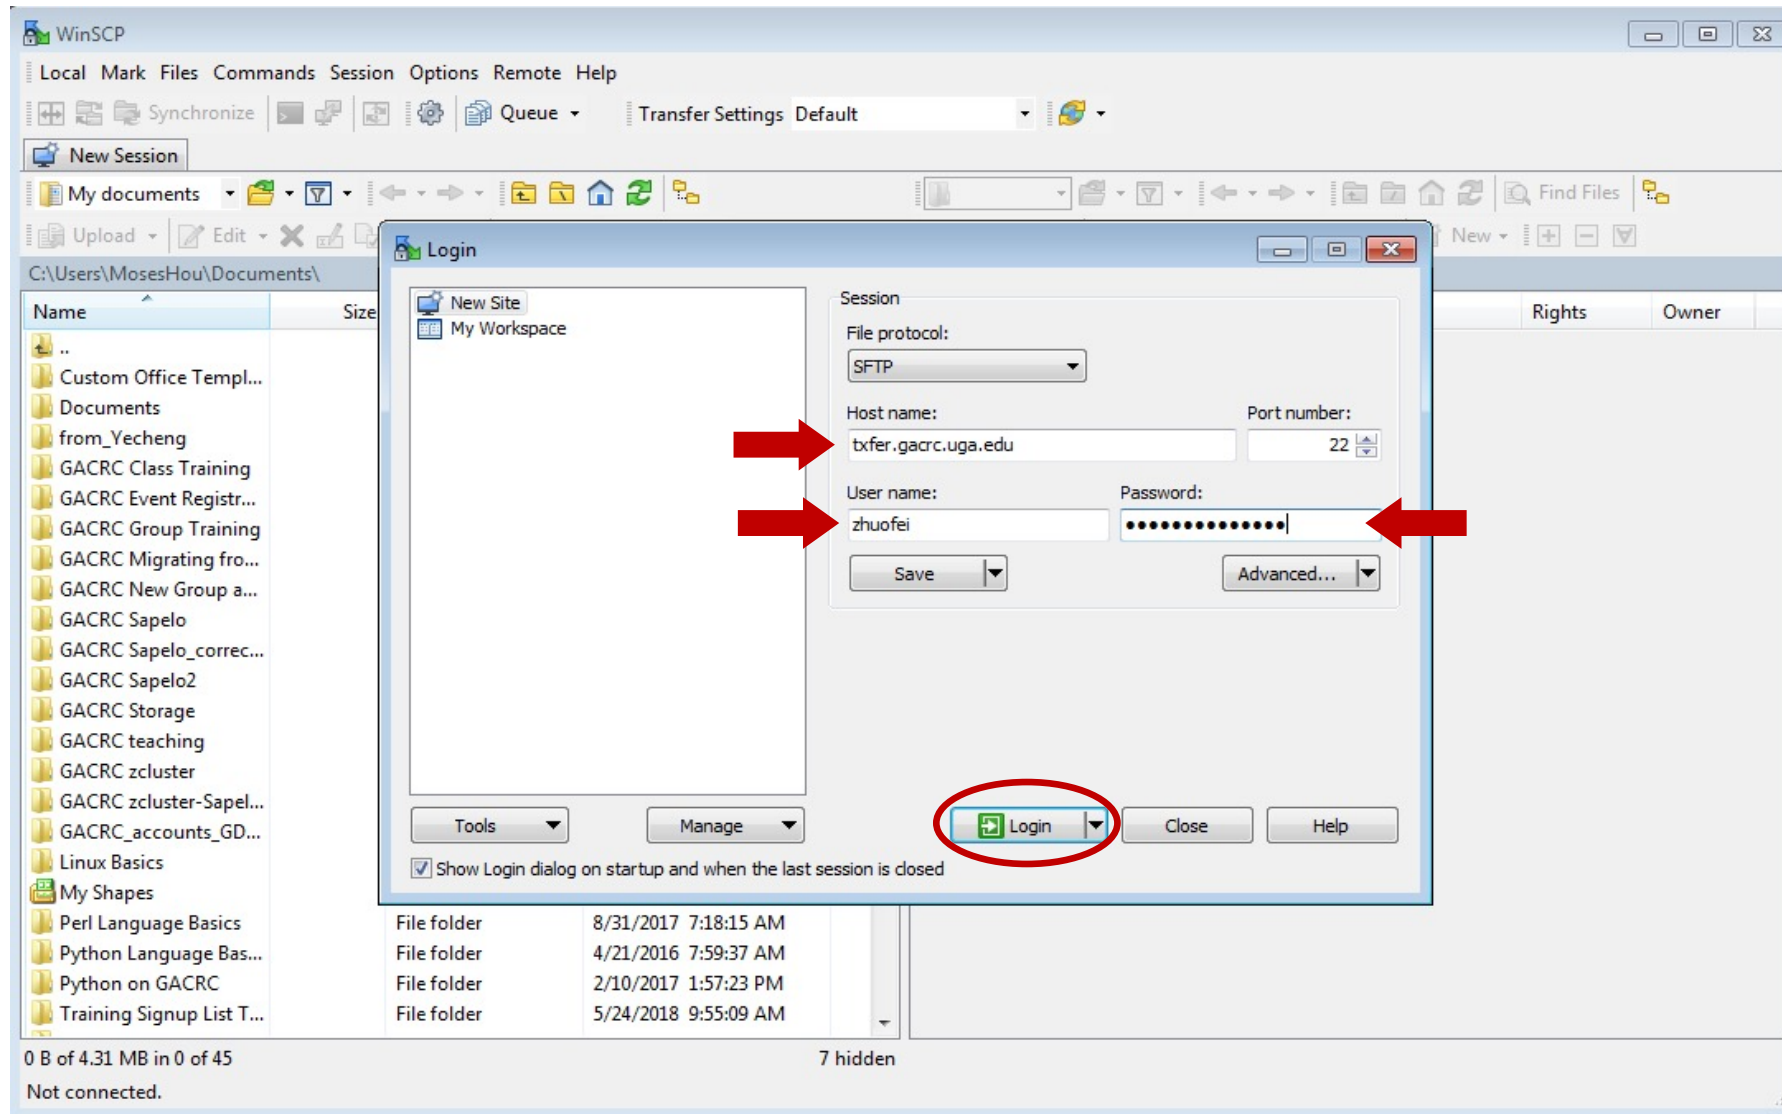 WinSCP
Local Mark Files Commands Session Options Remote Help
Synchronize Queue Transfer Settings Default
New Session
My documents Find Files
Upload Edit New
C:\Users\MosesHou\Documents\
Name Size Rights Owner
..
Custom Office Templ...
Documents
from_Yecheng
GACRC Class Training
GACRC Event Registr...
GACRC Group Training
GACRC Migrating fro...
GACRC New Group a...
GACRC Sapelo
GACRC Sapelo_correc...
GACRC Sapelo2
GACRC Storage
GACRC teaching
GACRC zcluster
GACRC zcluster-Sapel...
GACRC_accounts_GD...
Linux Basics
My Shapes
Perl Language Basics File folder 8/31/2017 7:18:15 AM
Python Language Bas... File folder 4/21/2016 7:59:37 AM
Python on GACRC File folder 2/10/2017 1:57:23 PM
Training Signup List T... File folder 5/24/2018 9:55:09 AM
Login
New Site
My Workspace
Session
File protocol:
SFTP
Host name: Port number:
txfer.gacrc.uga.edu 22
User name: Password:
zhuofei ••••••••••••••
Save Advanced...
Tools Manage Login Close Help
Show Login dialog on startup and when the last session is closed
0 B of 4.31 MB in 0 of 45 7 hidden
Not connected.